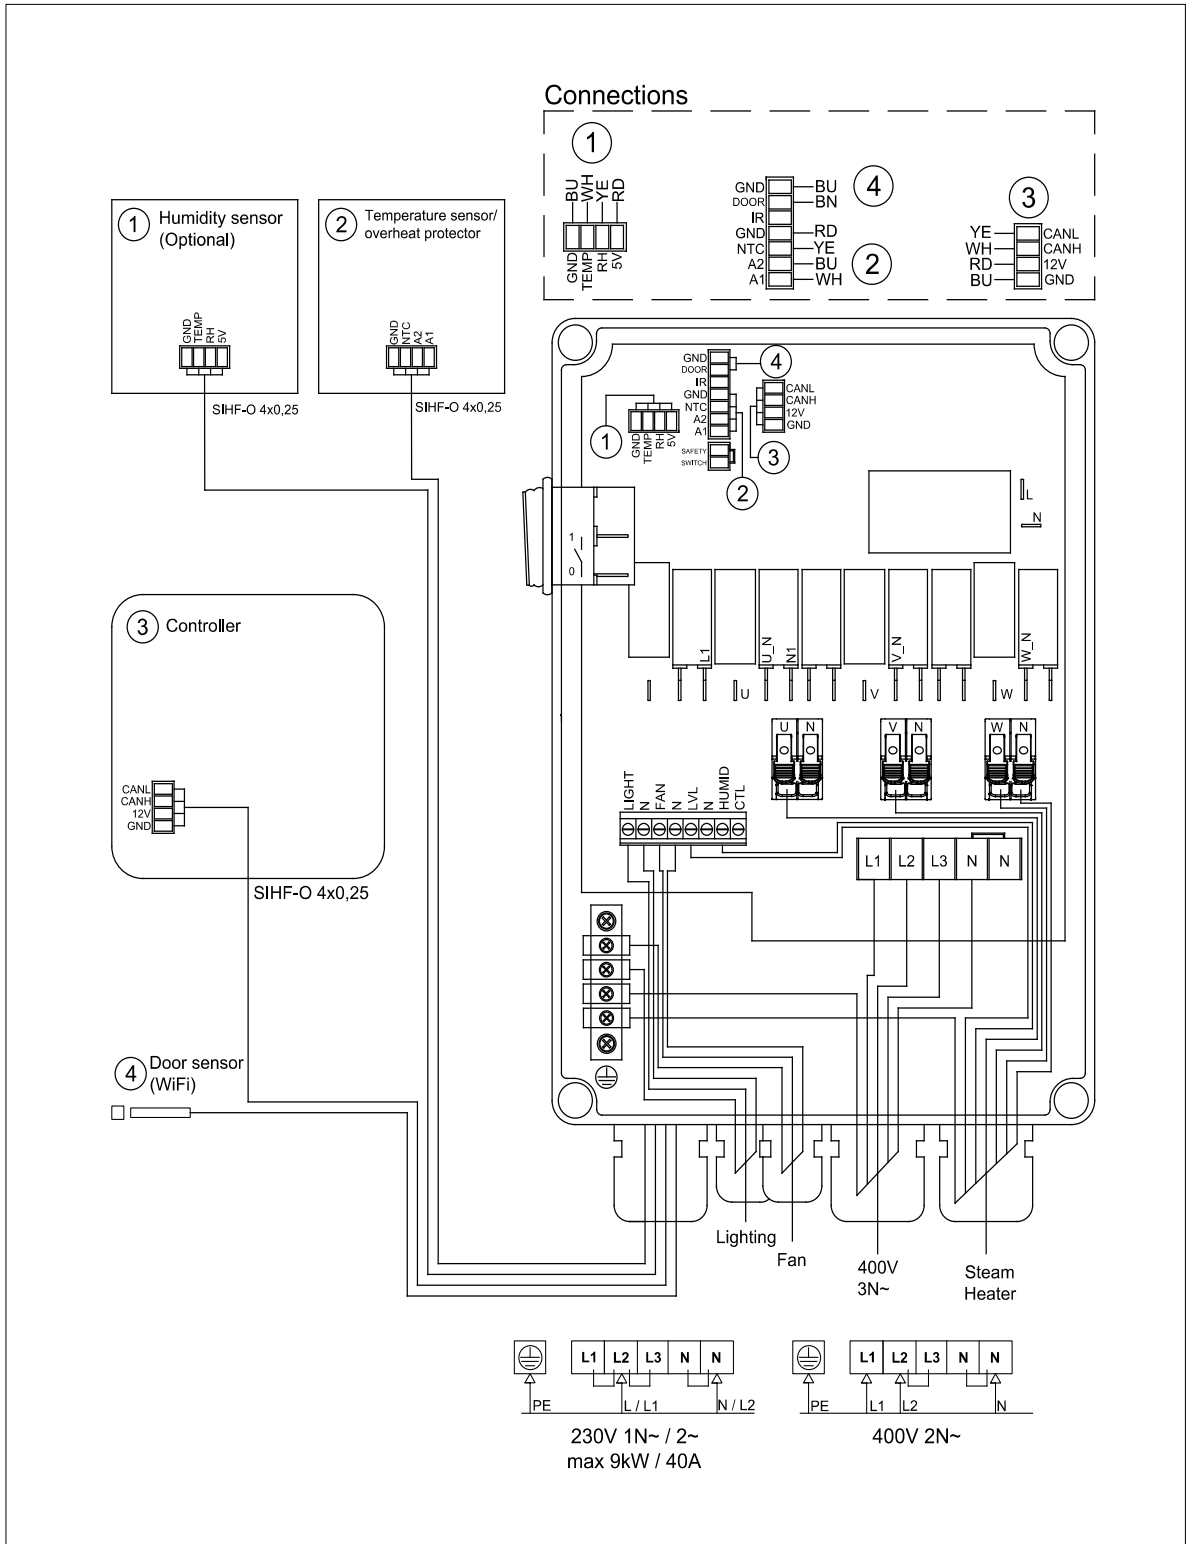 Connections
1
BU
WH
YE
RD
GND
TEMP
RH
5V
GND BU
DOOR BN
IR
GND RD
NTC YE
A2 BU
A1 WH
4
2
3
YE CANL
WH CANH
RD 12V
BU GND
1 Humidity sensor
(Optional)
GND
TEMP
RH
5V
SIHF-O 4x0,25
2 Temperature sensor/
overheat protector
GND
NTC
A2
A1
SIHF-O 4x0,25
GND
DOOR
IR
GND
NTC
A2
A1
4
CANL
CANH
12V
GND
1
GND
TEMP
RH
5V
SAFETY
SWITCH
3
2
L
N
1
0
L1
U_N
N1
V_N
W_N
U
V
W
U N
V N
W N
3 Controller
CANL
CANH
12V
GND
SIHF-O 4x0,25
LIGHT
N
FAN
N
LVL
N
HUMID
CTL
L1 L2 L3 N N
4 Door sensor
(WiFi)
Lighting
Fan
400V
3N~
Steam
Heater
L1 L2 L3 N N
PE L / L1 N / L2
230V 1N~ / 2~
max 9kW / 40A
L1 L2 L3 N N
PE L1 L2 N
400V 2N~